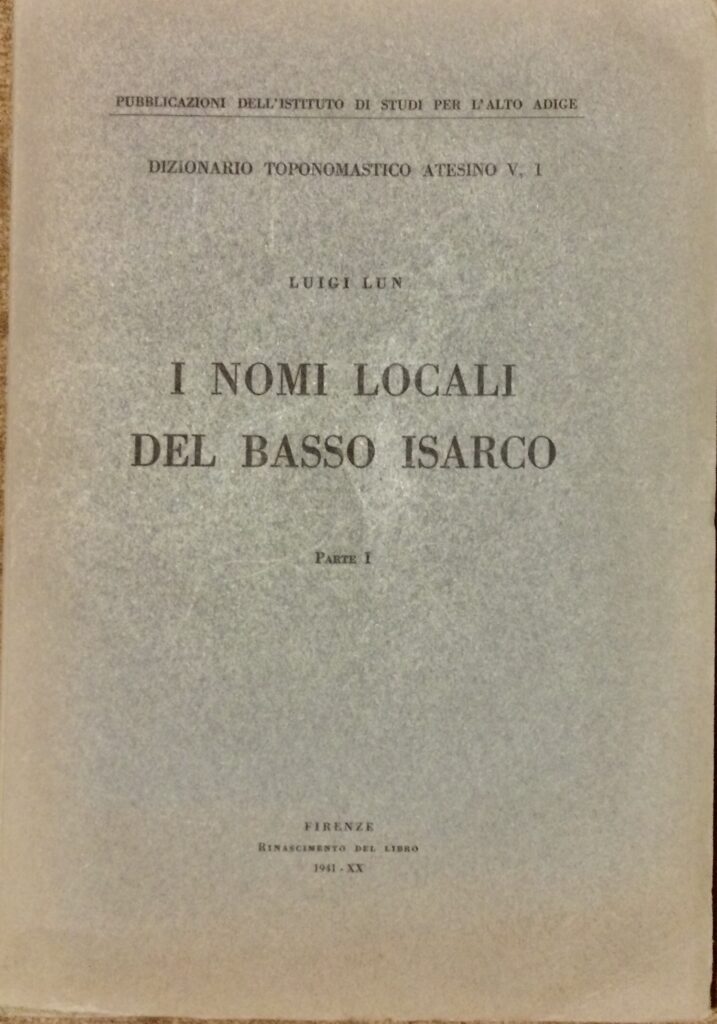 PUBBLICAZIONI DELL'ISTITUTO DI STUDI PER L'ALTO ADIGE
DIZIONARIO TOPONOMASTICO ATESINO V, 1
LUIGI LUN
I NOMI LOCALI
DEL BASSO ISARCO
PARTE I
FIRENZE
RINASCIMENTO DEL LIBRO
1941 - XX